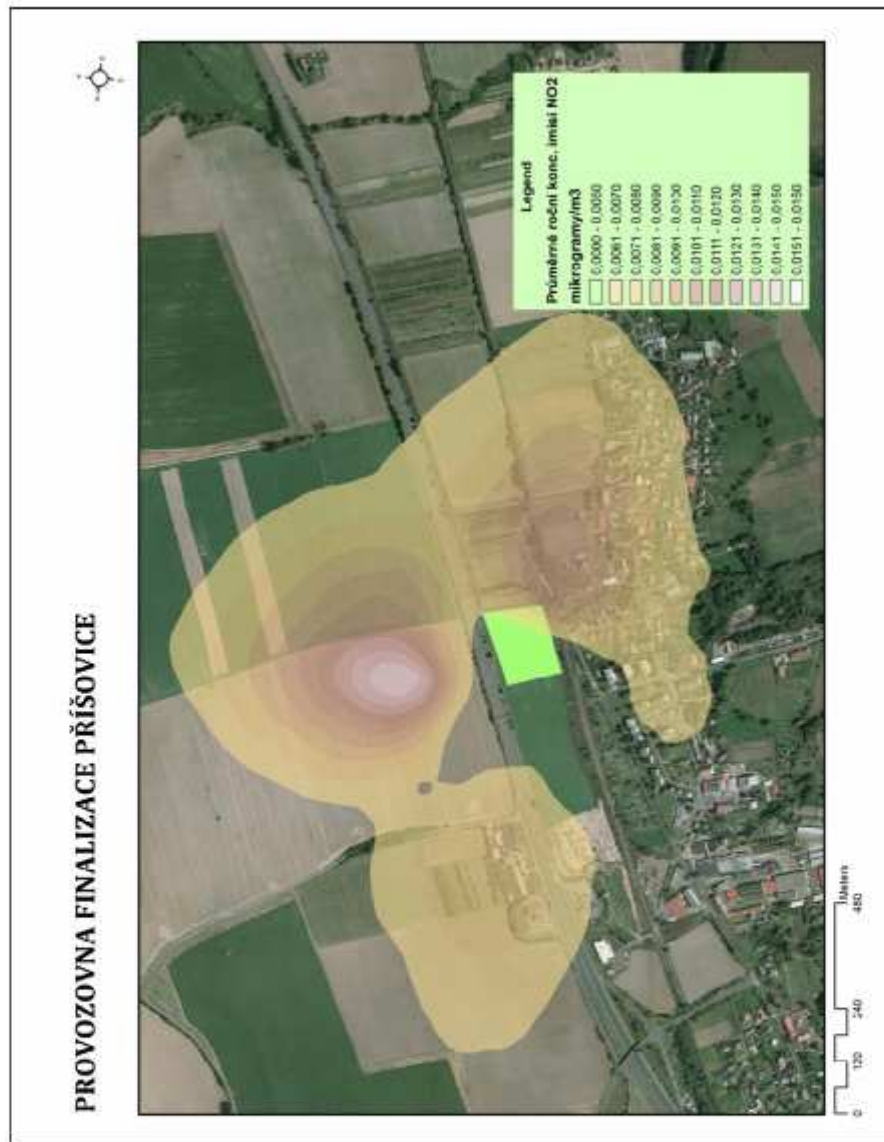 PROVOZOVNA FINALIZACE PŘÍŠOVICE
Legend
Průměrné roční konc. imisí NO2
mikrogramy/m3
0,0000 - 0,0060
0,0061 - 0,0070
0,0071 - 0,0080
0,0081 - 0,0090
0,0091 - 0,0100
0,0101 - 0,0110
0,0111 - 0,0120
0,0121 - 0,0130
0,0131 - 0,0140
0,0141 - 0,0150
0,0151 - 0,0160
0 120 240 480
Meters